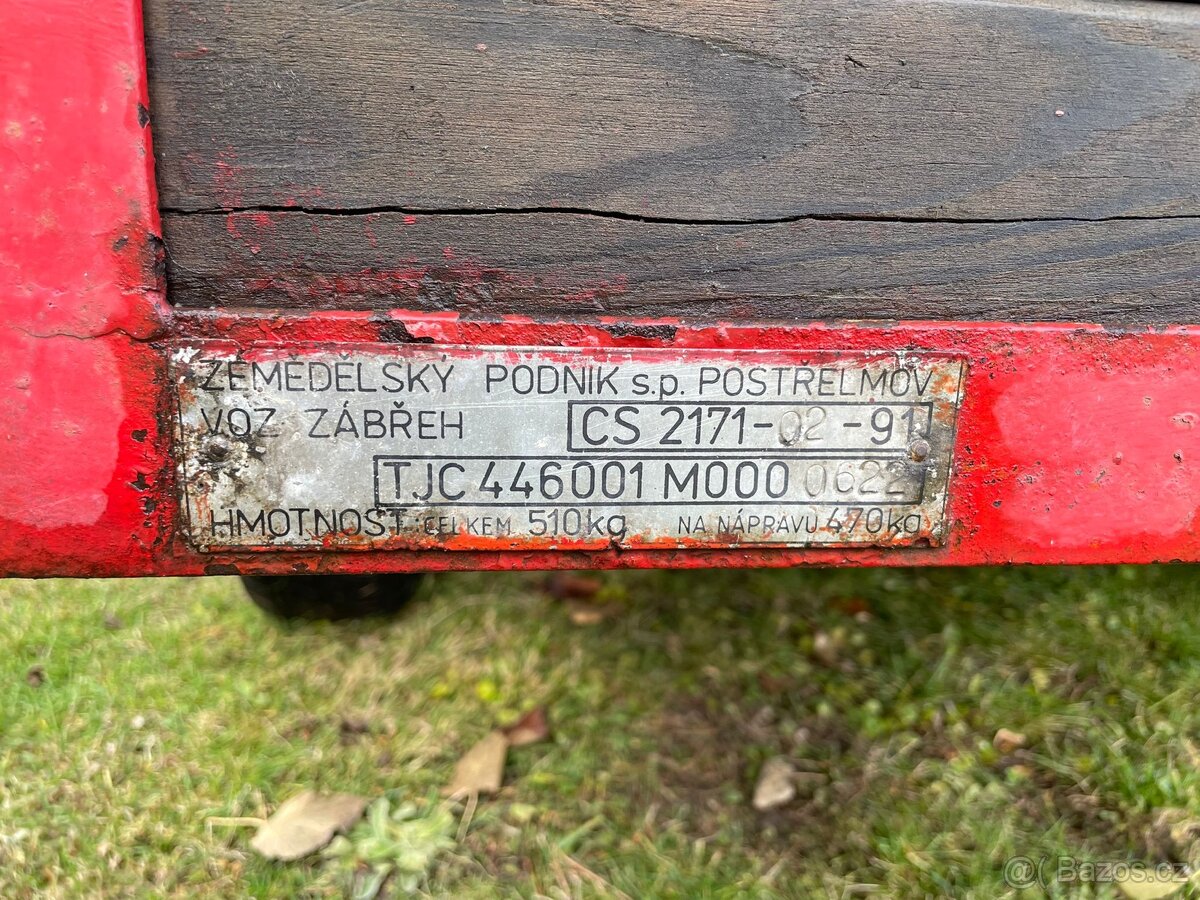 ZEMĚDĚLSKÝ PODNIK s.p. POSTŘELMOV
VOZ ZÁBŘEH CS 2171-02-91
TJC 446001 M000 0622
HMOTNOST: CELKEM 510kg NA NÁPRAVU 470kg
@ Bazos.cz